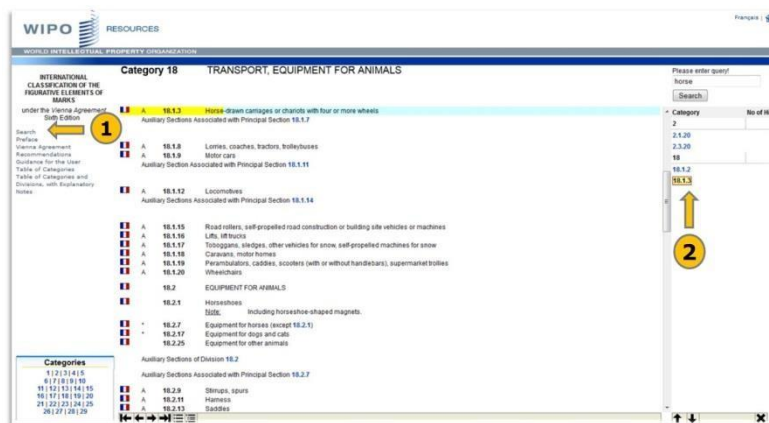 WIPO RESOURCES
Français |
WORLD INTELLECTUAL PROPERTY ORGANIZATION
INTERNATIONAL
CLASSIFICATION OF THE
FIGURATIVE ELEMENTS OF
MARKS
under the Vienna Agreement
Sixth Edition
Search
Preface
Vienna Agreement
Recommendations
Guidance for the User
Table of Categories
Table of Categories and
Divisions, with Explanatory
Notes
1
Categories
1|2|3|4|5
6|7|8|9|10
11|12|13|14|15
16|17|18|19|20
21|22|23|24|25
26|27|28|29
Category 18 TRANSPORT, EQUIPMENT FOR ANIMALS
A 18.1.3 Horse-drawn carriages or chariots with four or more wheels
Auxiliary Sections Associated with Principal Section 18.1.7
A 18.1.8 Lorries, coaches, tractors, trolleybuses
A 18.1.9 Motor cars
Auxiliary Section Associated with Principal Section 18.1.11
A 18.1.12 Locomotives
Auxiliary Sections Associated with Principal Section 18.1.14
A 18.1.15 Road rollers, self-propelled road construction or building site vehicles or machines
A 18.1.16 Lifts, lift trucks
A 18.1.17 Toboggans, sledges, other vehicles for snow, self-propelled machines for snow
A 18.1.18 Caravans, motor homes
A 18.1.19 Perambulators, caddies, scooters (with or without handlebars), supermarket trollies
A 18.1.20 Wheelchairs
18.2 EQUIPMENT FOR ANIMALS
18.2.1 Horseshoes
Note: Including horseshoe-shaped magnets.
* 18.2.7 Equipment for horses (except 18.2.1)
* 18.2.17 Equipment for dogs and cats
18.2.25 Equipment for other animals
Auxiliary Sections of Division 18.2
Auxiliary Sections Associated with Principal Section 18.2.7
A 18.2.9 Stirrups, spurs
A 18.2.11 Harness
A 18.2.13 Saddles
Please enter query!
horse
Search
Category No of Hi
2
2.1.20
2.3.20
18
18.1.2
18.1.3
2